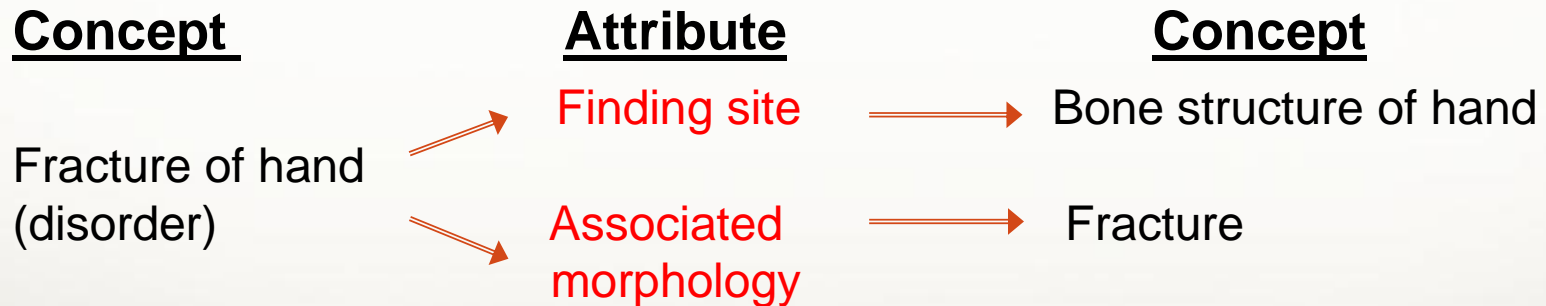 Concept Attribute Concept
Finding site Bone structure of hand
Fracture of hand
(disorder) Associated Fracture
morphology